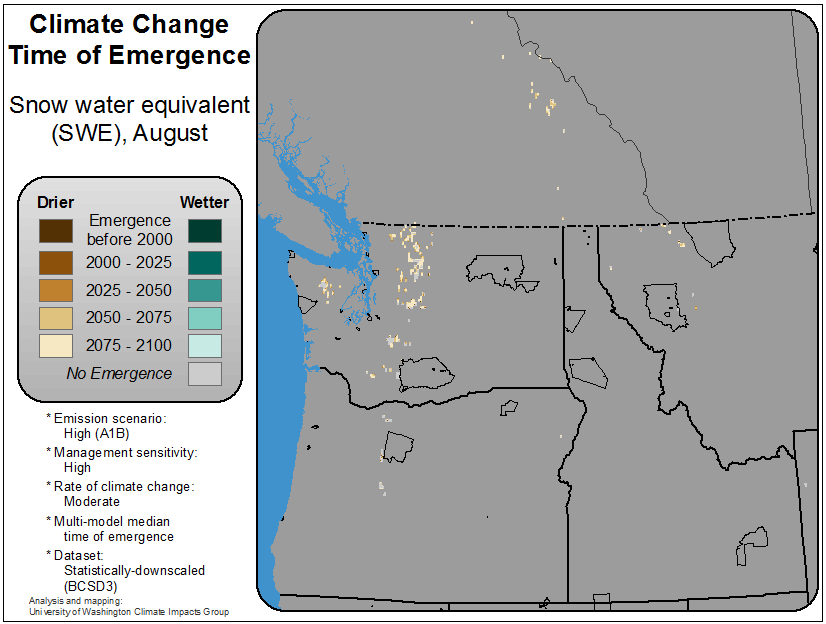 Climate Change
Time of Emergence
Snow water equivalent
(SWE), August
Drier
Wetter
Emergence
before 2000
2000 - 2025
2025 - 2050
2050 - 2075
2075 - 2100
No Emergence
* Emission scenario:
High (A1B)
* Management sensitivity:
High
* Rate of climate change:
Moderate
* Multi-model median
time of emergence
* Dataset:
Statistically-downscaled
(BCSD3)
Analysis and mapping:
University of Washington Climate Impacts Group